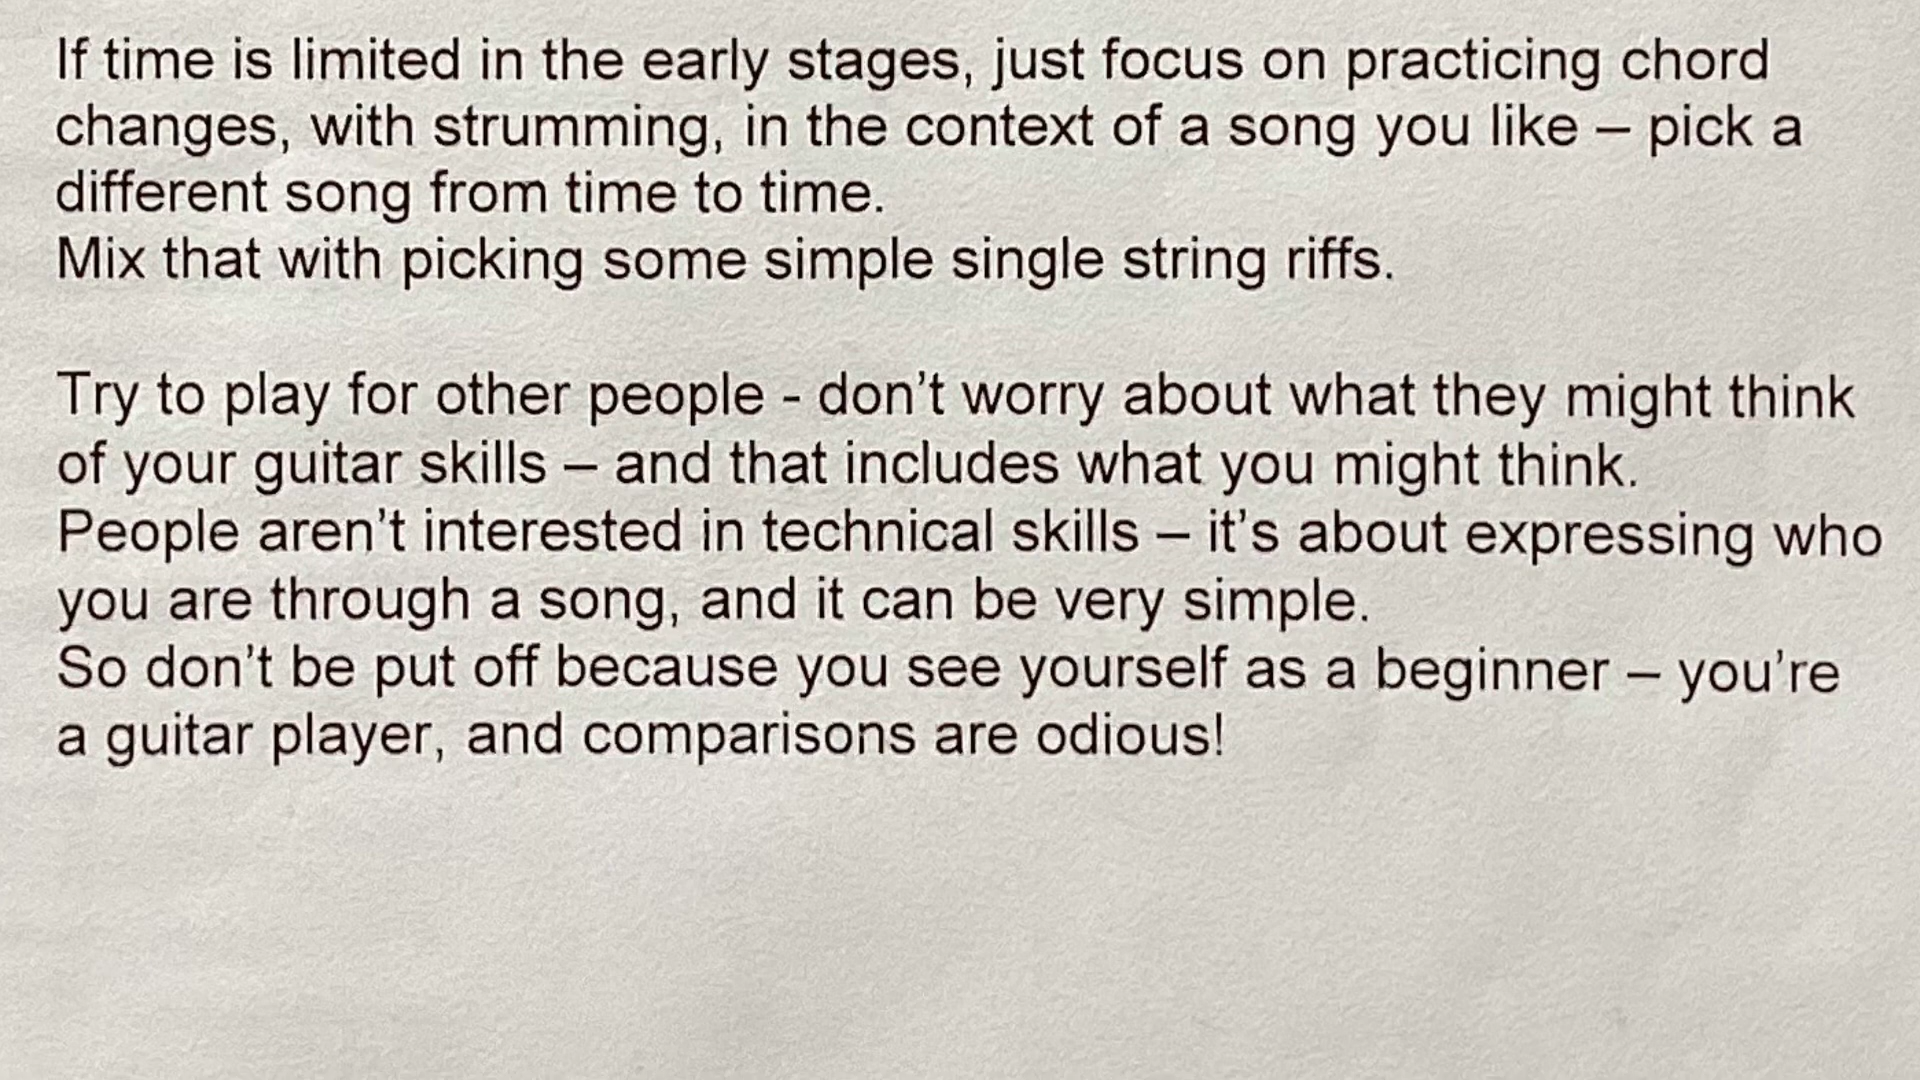 If time is limited in the early stages, just focus on practicing chord
changes, with strumming, in the context of a song you like – pick a
different song from time to time.
Mix that with picking some simple single string riffs.
Try to play for other people - don’t worry about what they might think
of your guitar skills – and that includes what you might think.
People aren’t interested in technical skills – it’s about expressing who
you are through a song, and it can be very simple.
So don’t be put off because you see yourself as a beginner – you’re
a guitar player, and comparisons are odious!